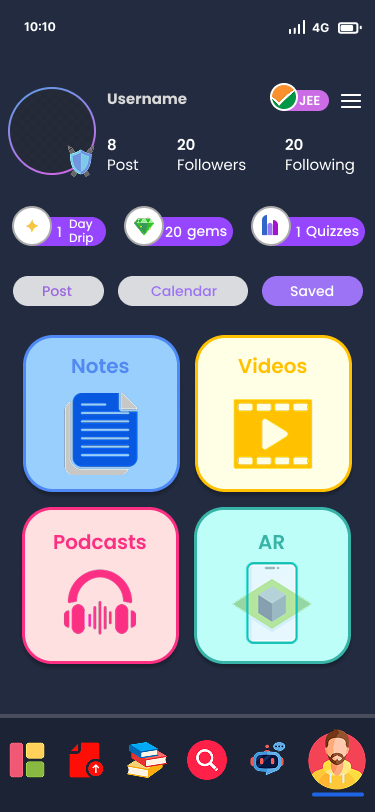 10:10 4G
Username
JEE
8 20 20
Post Followers Following
1 Day Drip
20 gems
1 Quizzes
Post Calendar Saved
Notes Videos
Podcasts AR